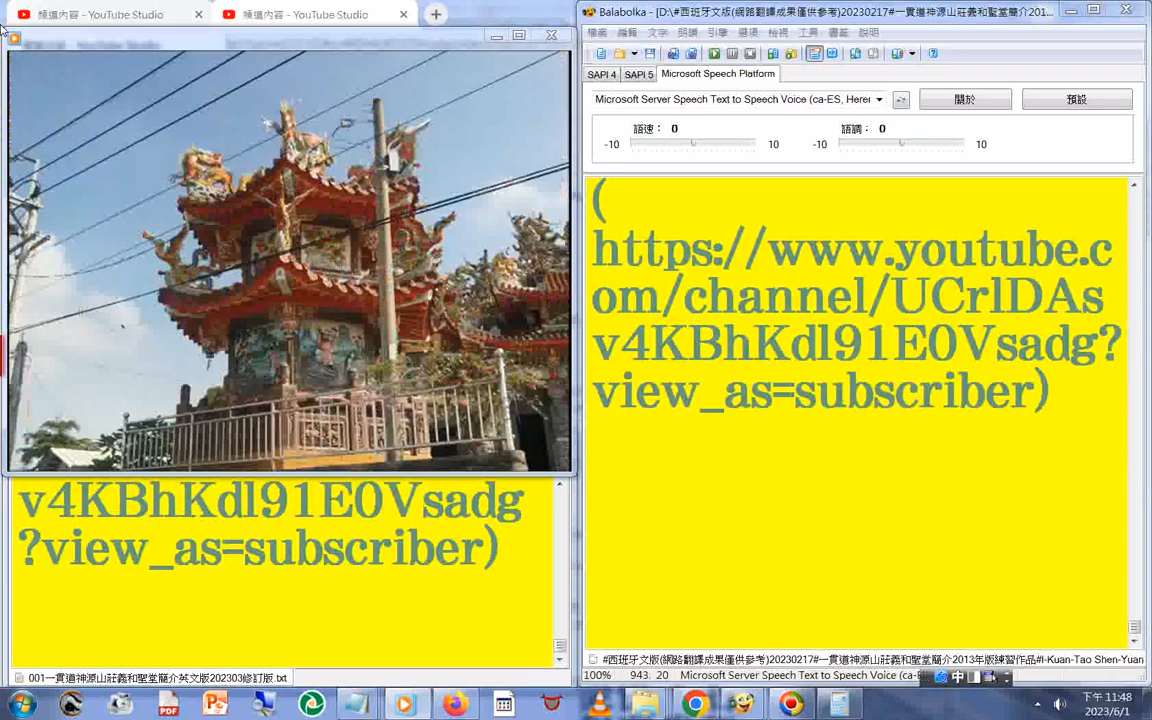 頻道內容 - YouTube Studio
頻道內容 - YouTube Studio
Balabolka - [D:\#西班牙文版(網路翻譯成果僅供參考)20230217#一貫道神源山莊義和聖堂簡介201...
檔案 編輯 文字 朗讀 引擎 選項 檢視 工具 書籤 說明
SAPI 4 SAPI 5 Microsoft Speech Platform
Microsoft Server Speech Text to Speech Voice (ca-ES, Heren
關於
預設
語速： 0
語調： 0
-10 10
-10 10
(
https://www.youtube.c
om/channel/UCrlDAs
v4KBhKdl91E0Vsadg?
view_as=subscriber)
v4KBhKdl91E0Vsadg
?view_as=subscriber)
001一貫道神源山莊義和聖堂簡介英文版202303修訂版.txt
#西班牙文版(網路翻譯成果僅供參考)20230217#一貫道神源山莊義和聖堂簡介2013年版練習作品#I-Kuan-Tao Shen-Yuan
100% 943. 20 Microsoft Server Speech Text to Speech Voice (ca-E
中
PDF
下午 11:48
2023/6/1